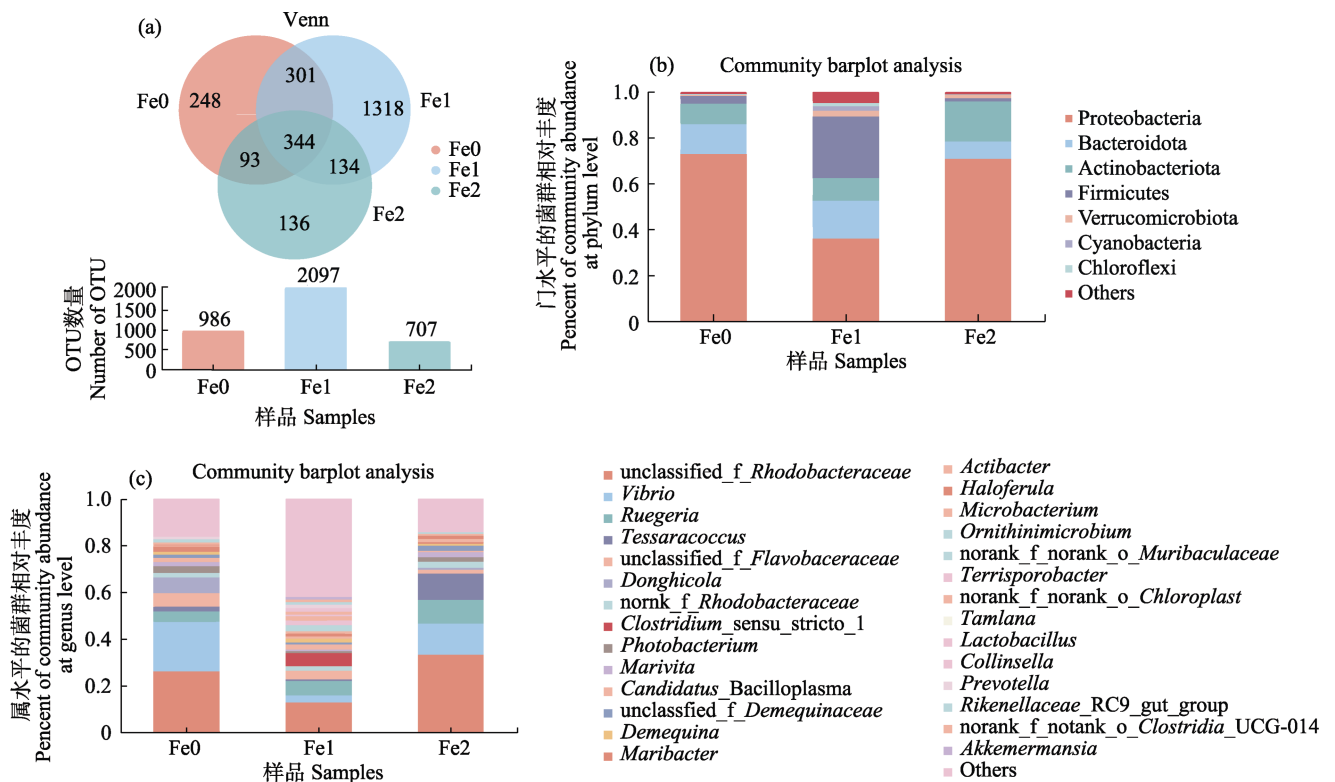 (a)
Venn
Fe0
248
301
1318
Fe1
344
93
134
136
Fe2
Fe0
Fe1
Fe2
OTU数量
Number of OTU
2000
1500
1000
500
0
986
2097
707
Fe0
Fe1
Fe2
样品 Samples
(b)
Community barplot analysis
门水平的菌群相对丰度
Pencent of community abundance
at phylum level
1.0
0.8
0.6
0.4
0.2
0
Fe0
Fe1
Fe2
样品 Samples
Proteobacteria
Bacteroidota
Actinobacteriota
Firmicutes
Verrucomicrobiota
Cyanobacteria
Chloroflexi
Others
(c)
Community barplot analysis
属水平的菌群相对丰度
Pencent of community abundance
at genus level
1.0
0.8
0.6
0.4
0.2
0
Fe0
Fe1
Fe2
样品 Samples
unclassified_f_Rhodobacteraceae
Vibrio
Ruegeria
Tessaracoccus
unclassified_f_Flavobaceraceae
Donghicola
nornk_f_Rhodobacteraceae
Clostridium_sensu_stricto_1
Photobacterium
Marivita
Candidatus_Bacilloplasma
unclassfied_f_Demequinaceae
Demequina
Maribacter
Actibacter
Haloferula
Microbacterium
Ornithinimicrobium
norank_f_norank_o_Muribaculaceae
Terrisporobacter
norank_f_norank_o_Chloroplast
Tamlana
Lactobacillus
Collinsella
Prevotella
Rikenellaceae_RC9_gut_group
norank_f_notank_o_Clostridia_UCG-014
Akkemermansia
Others